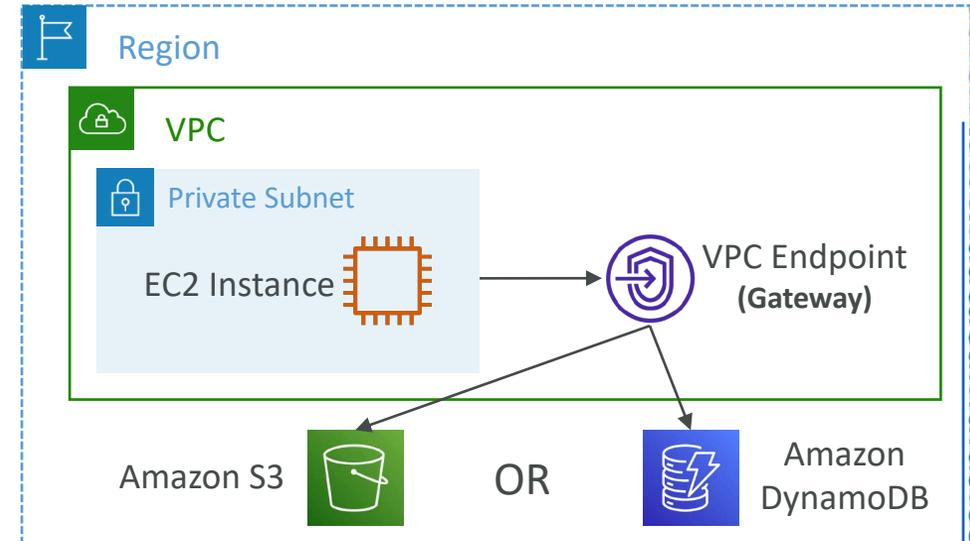 Region
VPC
Private Subnet
EC2 Instance
VPC Endpoint
(Gateway)
Amazon S3
OR
Amazon
DynamoDB